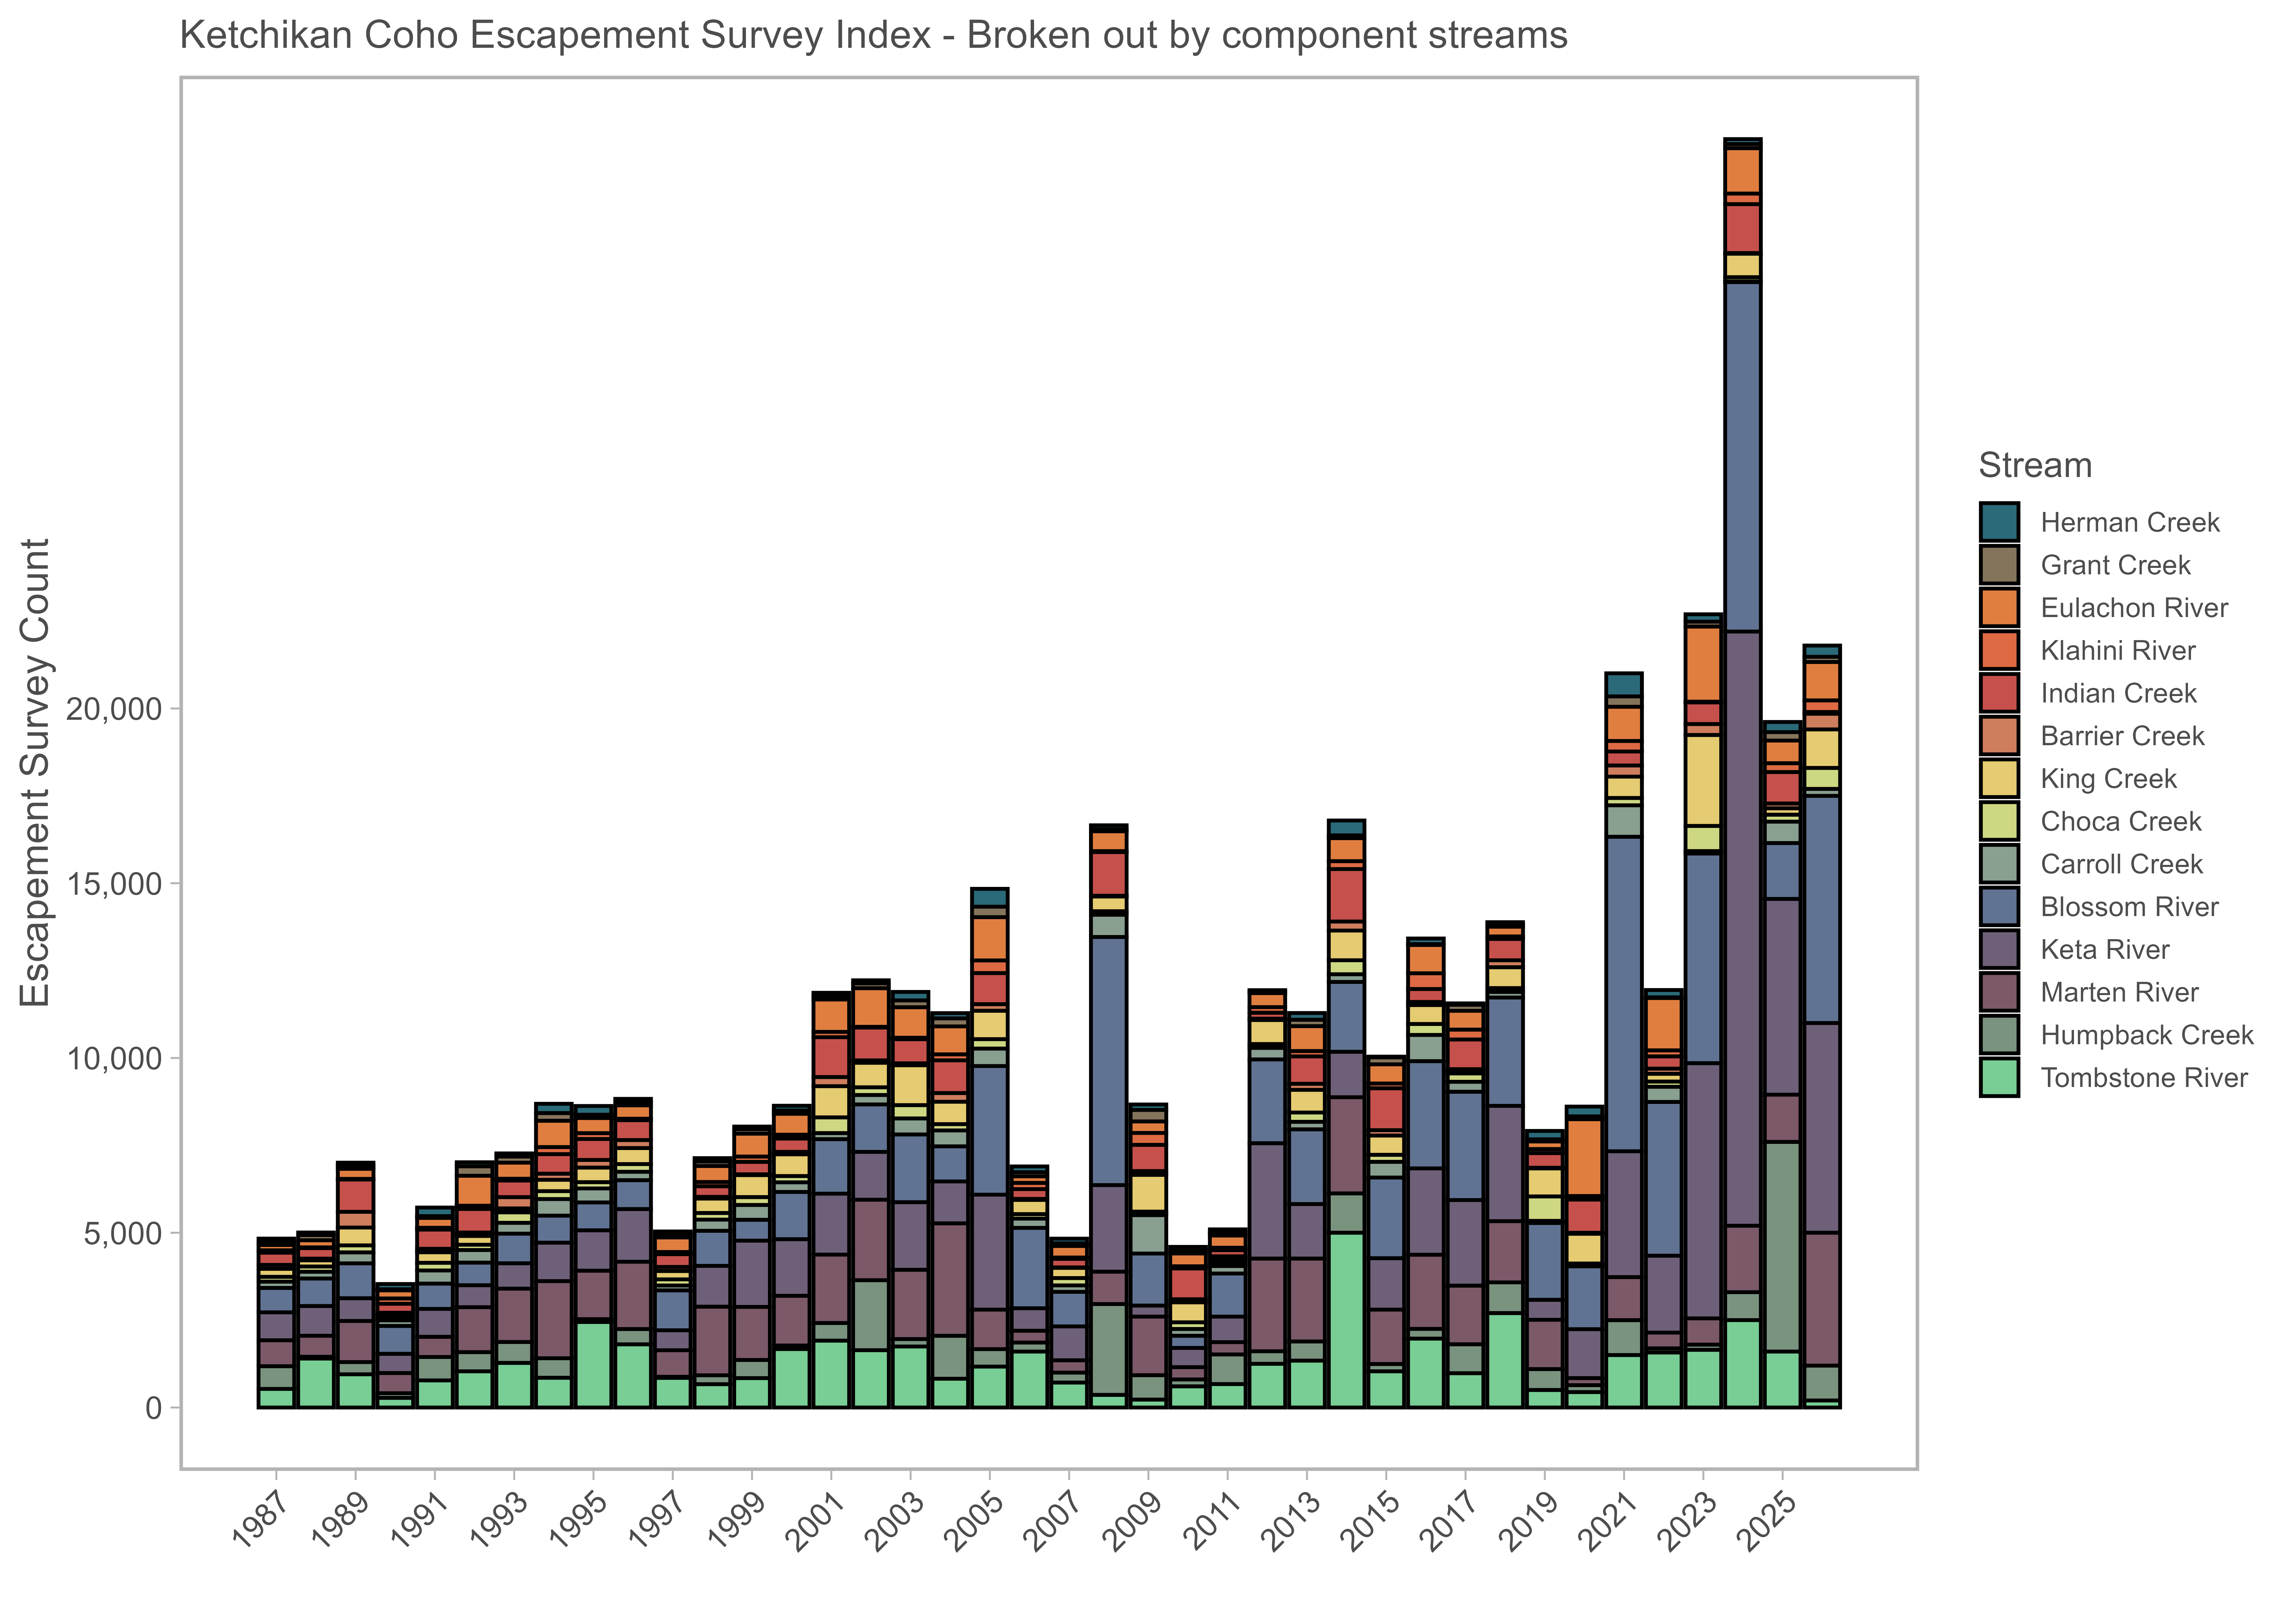 Ketchikan Coho Escapement Survey Index - Broken out by component streams
Escapement Survey Count
20,000
15,000
10,000
5,000
0
1987
1989
1991
1993
1995
1997
1999
2001
2003
2005
2007
2009
2011
2013
2015
2017
2019
2021
2023
2025
Stream
Herman Creek
Grant Creek
Eulachon River
Klahini River
Indian Creek
Barrier Creek
King Creek
Choca Creek
Carroll Creek
Blossom River
Keta River
Marten River
Humpback Creek
Tombstone River